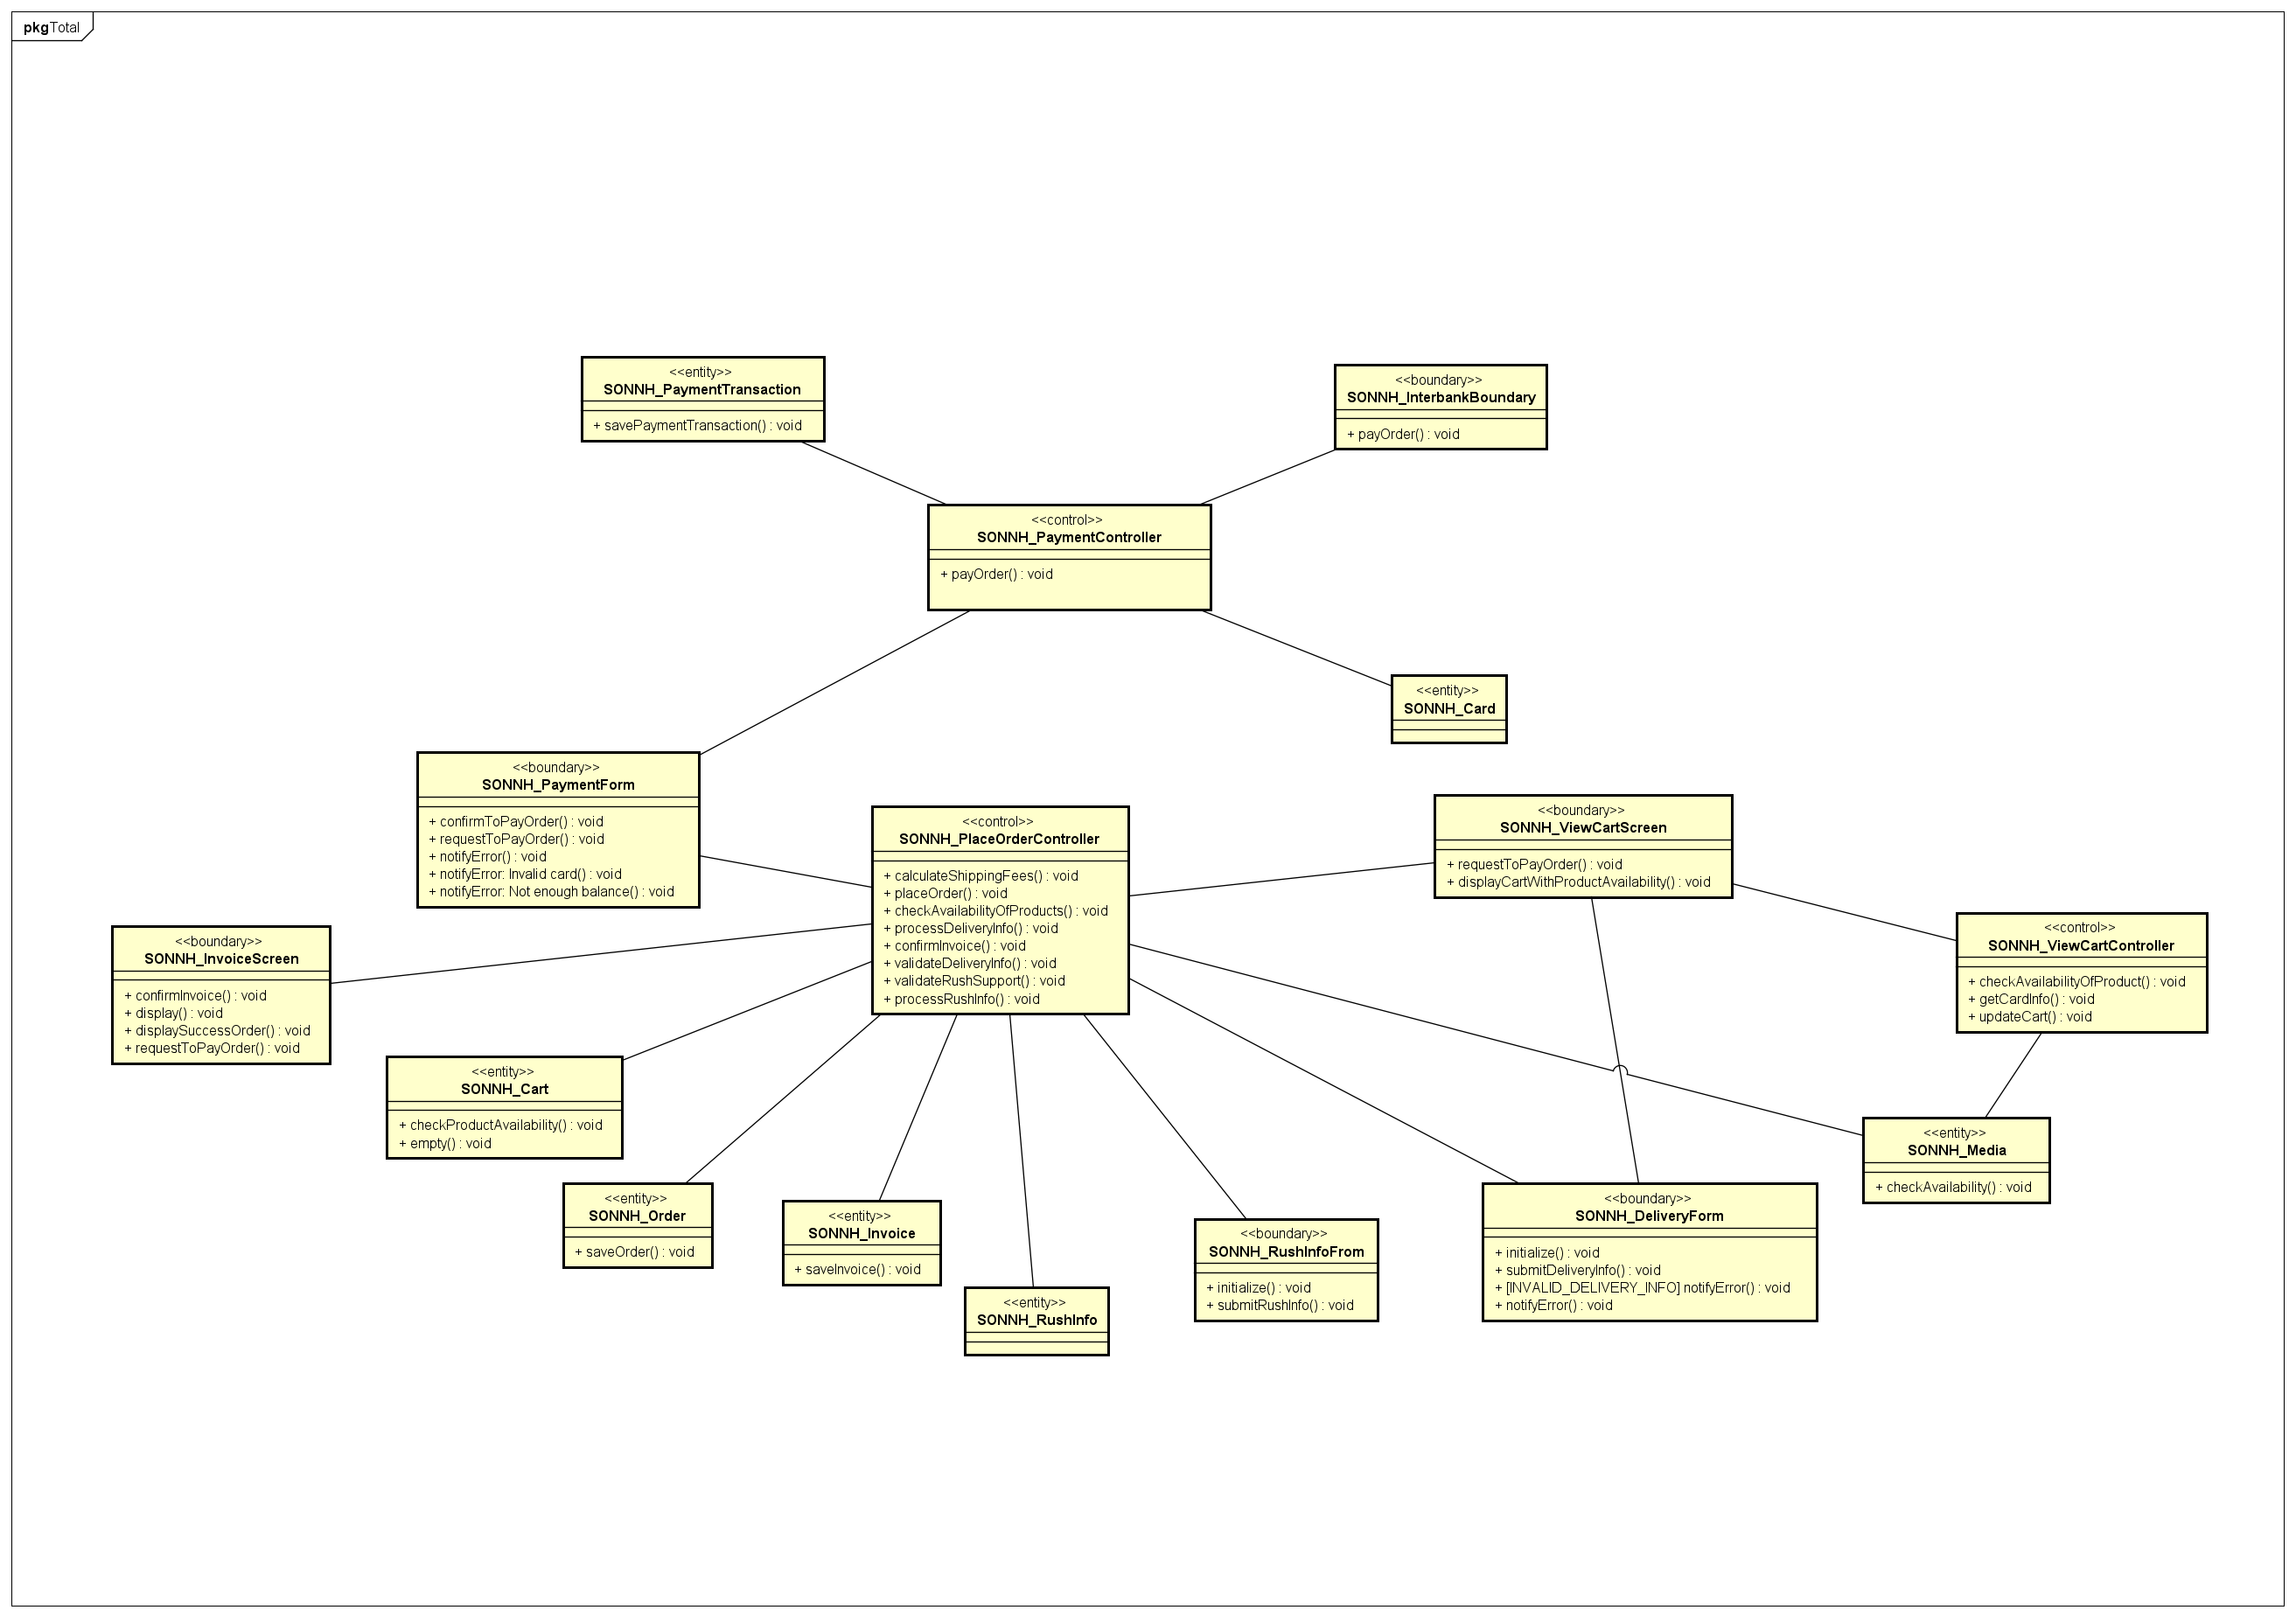 pkgTotal
<<entity>>
SONNH_PaymentTransaction
+ savePaymentTransaction() : void
<<boundary>>
SONNH_InterbankBoundary
+ payOrder() : void
<<control>>
SONNH_PaymentController
+ payOrder() : void
<<entity>>
SONNH_Card
<<boundary>>
SONNH_PaymentForm
+ confirmToPayOrder() : void
+ requestToPayOrder() : void
+ notifyError() : void
+ notifyError: Invalid card() : void
+ notifyError: Not enough balance() : void
<<control>>
SONNH_PlaceOrderController
+ calculateShippingFees() : void
+ placeOrder() : void
+ checkAvailabilityOfProducts() : void
+ processDeliveryInfo() : void
+ confirmInvoice() : void
+ validateDeliveryInfo() : void
+ validateRushSupport() : void
+ processRushInfo() : void
<<boundary>>
SONNH_ViewCartScreen
+ requestToPayOrder() : void
+ displayCartWithProductAvailability() : void
<<control>>
SONNH_ViewCartController
+ checkAvailabilityOfProduct() : void
+ getCardInfo() : void
+ updateCart() : void
<<boundary>>
SONNH_InvoiceScreen
+ confirmInvoice() : void
+ display() : void
+ displaySuccessOrder() : void
+ requestToPayOrder() : void
<<entity>>
SONNH_Cart
+ checkProductAvailability() : void
+ empty() : void
<<entity>>
SONNH_Media
+ checkAvailability() : void
<<entity>>
SONNH_Order
+ saveOrder() : void
<<entity>>
SONNH_Invoice
+ saveInvoice() : void
<<entity>>
SONNH_RushInfo
<<boundary>>
SONNH_RushInfoFrom
+ initialize() : void
+ submitRushInfo() : void
<<boundary>>
SONNH_DeliveryForm
+ initialize() : void
+ submitDeliveryInfo() : void
+ [INVALID_DELIVERY_INFO] notifyError() : void
+ notifyError() : void